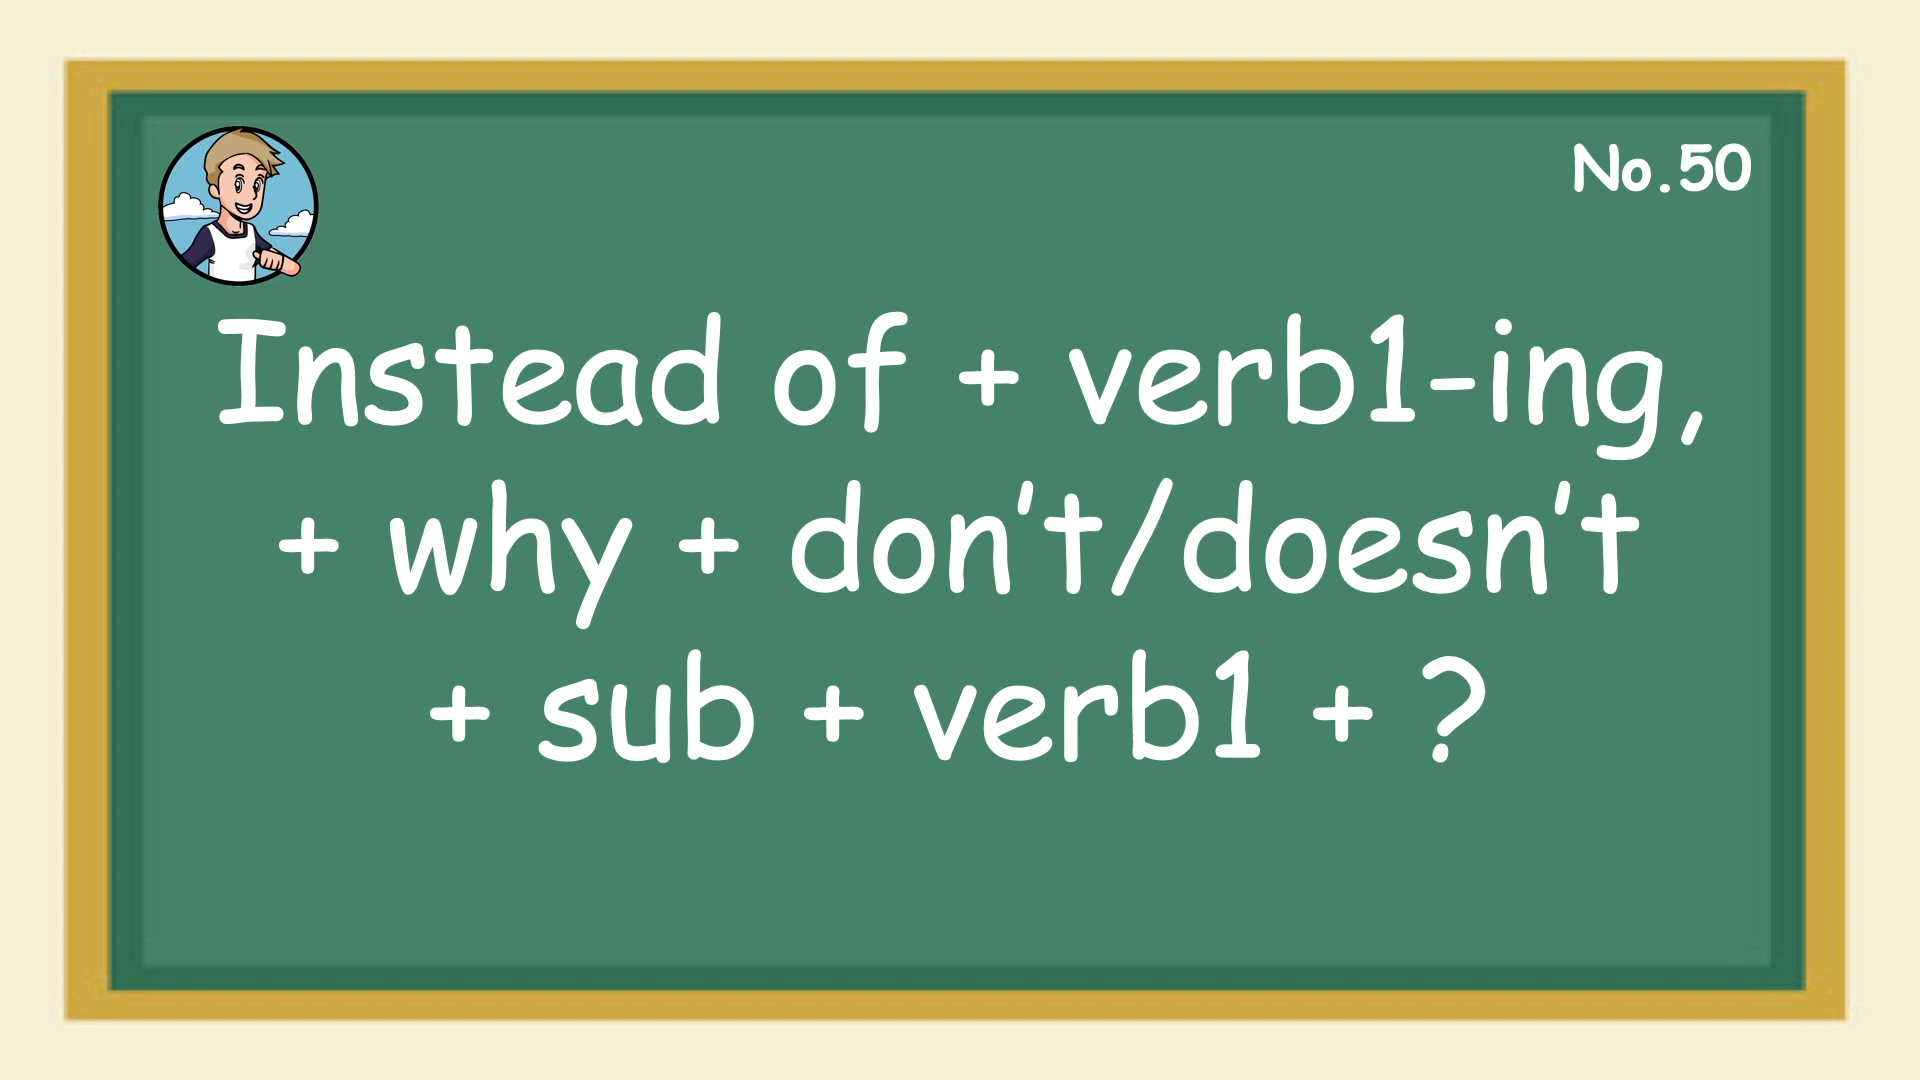 No.50
Instead of + verb1-ing,
+ why + don't/doesn't
+ sub + verb1 + ?